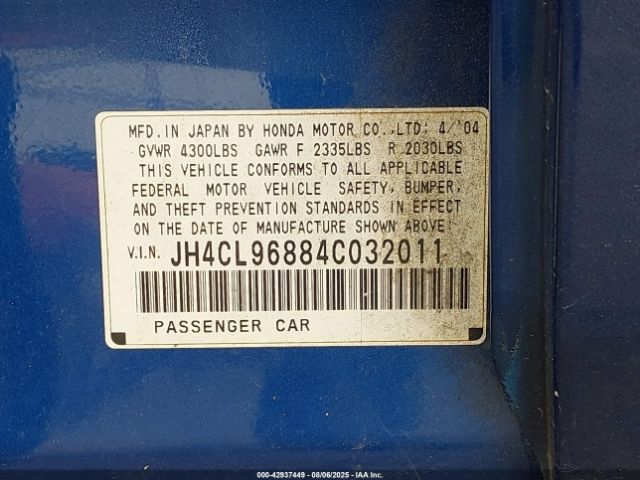 MFD. IN JAPAN BY HONDA MOTOR CO., LTD: 4/'04
GVWR 4300LBS GAWR F 2335LBS R 2030LBS
THIS VEHICLE CONFORMS TO ALL APPLICABLE
FEDERAL MOTOR VEHICLE SAFETY, BUMPER,
AND THEFT PREVENTION STANDARDS IN EFFECT
ON THE DATE OF MANUFACTURE SHOWN ABOVE:
V.I.N. JH4CL96884C032011
PASSENGER CAR
000-42937449 - 08/06/2025 - IAA Inc.